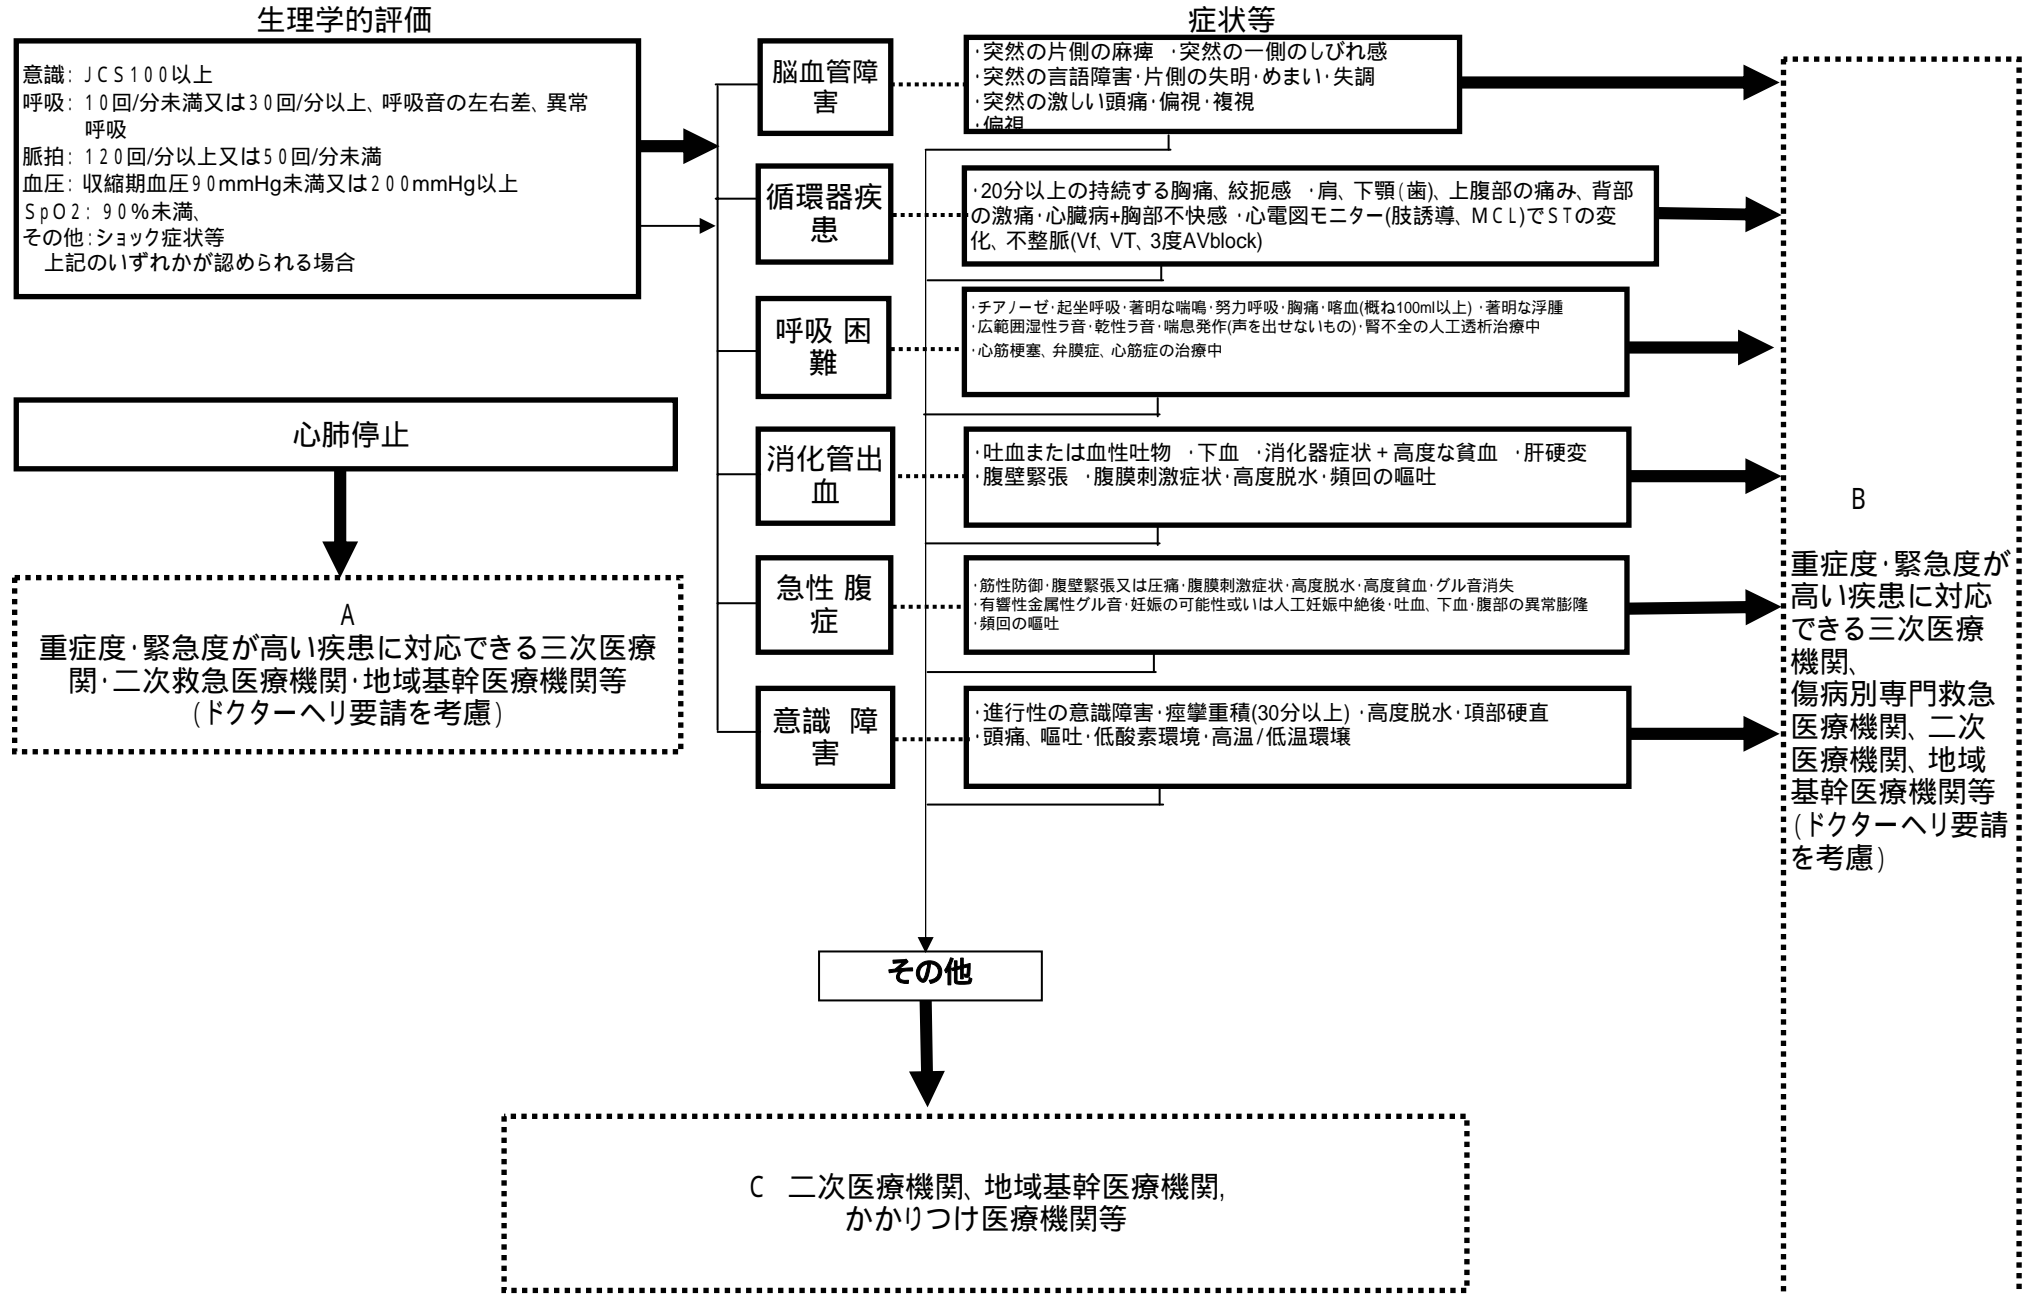 生理学的評価
意識: JCS100以上
呼吸: 10回/分未満又は30回/分以上、呼吸音の左右差、異常
呼吸
脈拍: 120回/分以上又は50回/分未満
血圧: 収縮期血圧90mmHg未満又は200mmHg以上
SpO2: 90%未満、
その他:ショック症状等
上記のいずれかが認められる場合
心肺停止
A
重症度・緊急度が高い疾患に対応できる三次医療
関・二次救急医療機関・地域基幹医療機関等
(ドクターヘリ要請を考慮)
症状等
脳血管障
害
・突然の片側の麻痺 ・突然の一側のしびれ感
・突然の言語障害・片側の失明・めまい・失調
・突然の激しい頭痛・偏視・複視
・偏視
循環器疾
患
・20分以上の持続する胸痛、絞扼感 ・肩、下顎(歯)、上腹部の痛み、背部
の激痛・心臓病+胸部不快感 ・心電図モニター(肢誘導、MCL)でSTの変
化、不整脈(Vf、VT、3度AVblock)
呼吸 困
難
・チアノーゼ・起坐呼吸・著明な喘鳴・努力呼吸・胸痛・喀血(概ね100ml以上)・著明な浮腫
・広範囲湿性ラ音・乾性ラ音・喘息発作(声を出せないもの)・腎不全の人工透析治療中
・心筋梗塞、弁膜症、心筋症の治療中
消化管出
血
・吐血または血性吐物 ・下血 ・消化器症状+高度な貧血 ・肝硬変
・腹壁緊張 ・腹膜刺激症状・高度脱水・頻回の嘔吐
急性 腹
症
・筋性防御・腹壁緊張又は圧痛・腹膜刺激症状・高度脱水・高度貧血・グル音消失
・有響性金属性グル音・妊娠の可能性或いは人工妊娠中絶後・吐血、下血・腹部の異常膨隆
・頻回の嘔吐
意識 障
害
・進行性の意識障害・痙攣重積(30分以上)・高度脱水・項部硬直
・頭痛、嘔吐・低酸素環境・高温/低温環壌
その他
C 二次医療機関、地域基幹医療機関,
かかりつけ医療機関等
B
重症度・緊急度が
高い疾患に対応
できる三次医療
機関、
傷病別専門救急
医療機関、二次
医療機関、地域
基幹医療機関等
(ドクターヘリ要請
を考慮)